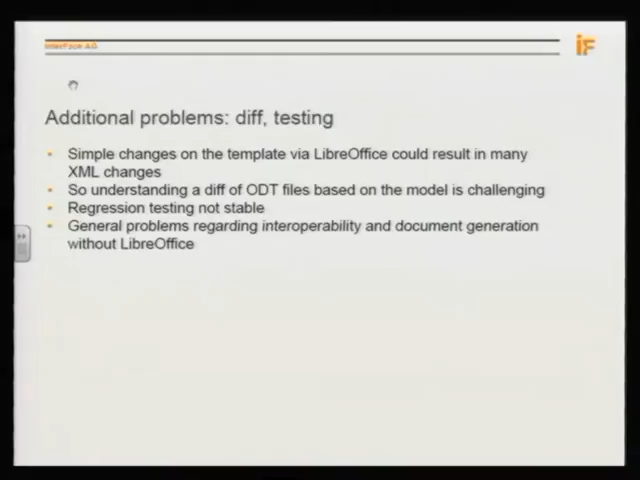 InterFace AG
iF
Additional problems: diff, testing
Simple changes on the template via LibreOffice could result in many
XML changes
So understanding a diff of ODT files based on the model is challenging
Regression testing not stable
General problems regarding interoperability and document generation
without LibreOffice